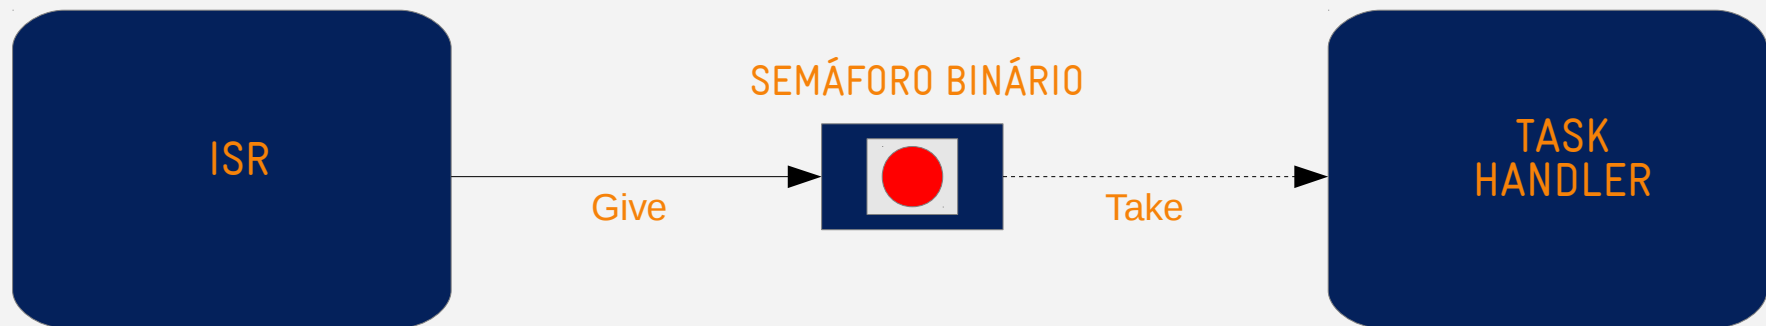 SEMÁFORO BINÁRIO
ISR
Give
Take
TASK
HANDLER